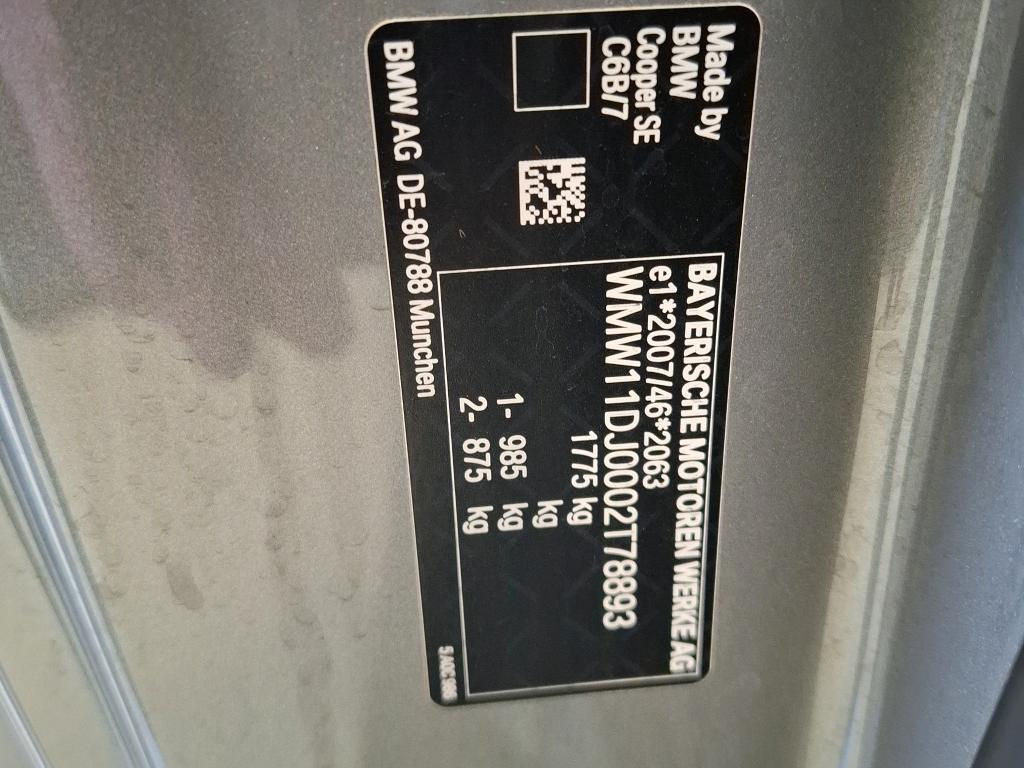 Made by
BMW
Cooper SE
C6B/7
BAYERISCHE MOTOREN WERKE AG
e1*2007/46*2063
WMW11DJ0002T78893
1775 kg
kg
1- 985 kg
2- 875 kg
BMW AG DE-80788 Munchen